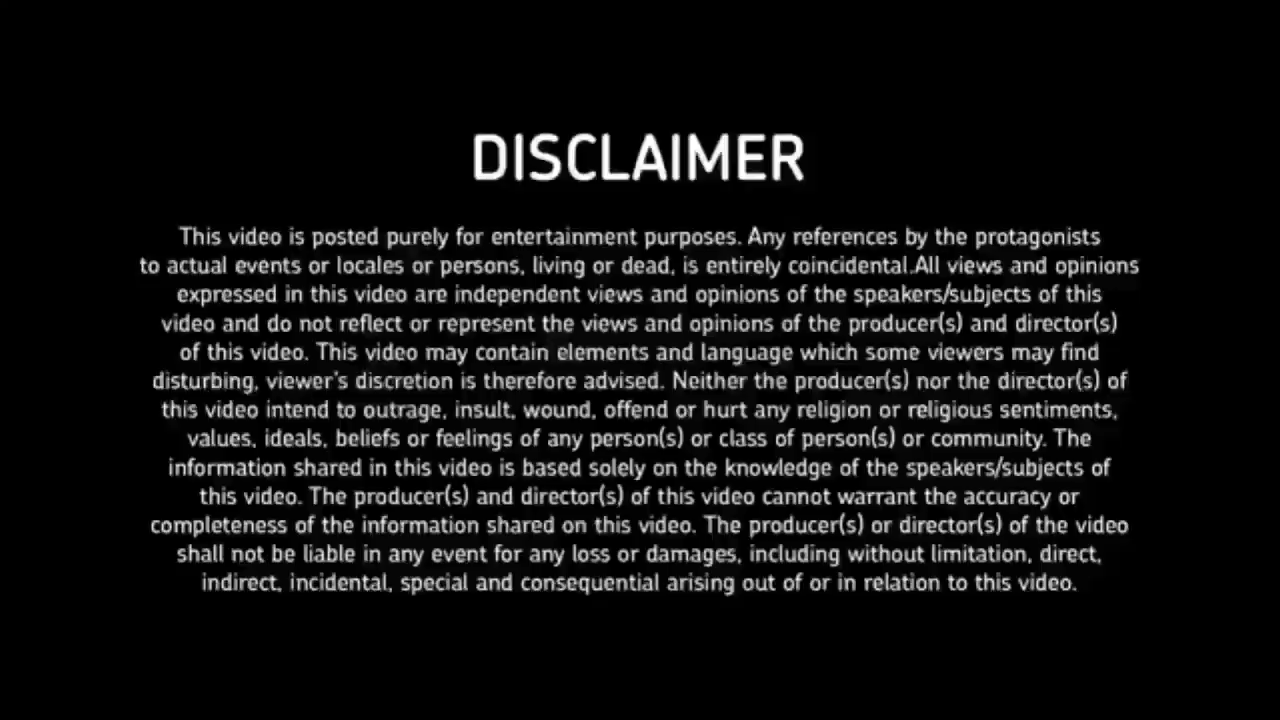 DISCLAIMER
This video is posted purely for entertainment purposes. Any references by the protagonists
to actual events or locales or persons, living or dead, is entirely coincidental.All views and opinions
expressed in this video are independent views and opinions of the speakers/subjects of this
video and do not reflect or represent the views and opinions of the producer(s) and director(s)
of this video. This video may contain elements and language which some viewers may find
disturbing, viewer's discretion is therefore advised. Neither the producer(s) nor the director(s) of
this video intend to outrage, insult, wound, offend or hurt any religion or religious sentiments,
values, ideals, beliefs or feelings of any person(s) or class of person(s) or community. The
information shared in this video is based solely on the knowledge of the speakers/subjects of
this video. The producer(s) and director(s) of this video cannot warrant the accuracy or
completeness of the information shared on this video. The producer(s) or director(s) of the video
shall not be liable in any event for any loss or damages, including without limitation, direct,
indirect, incidental, special and consequential arising out of or in relation to this video.